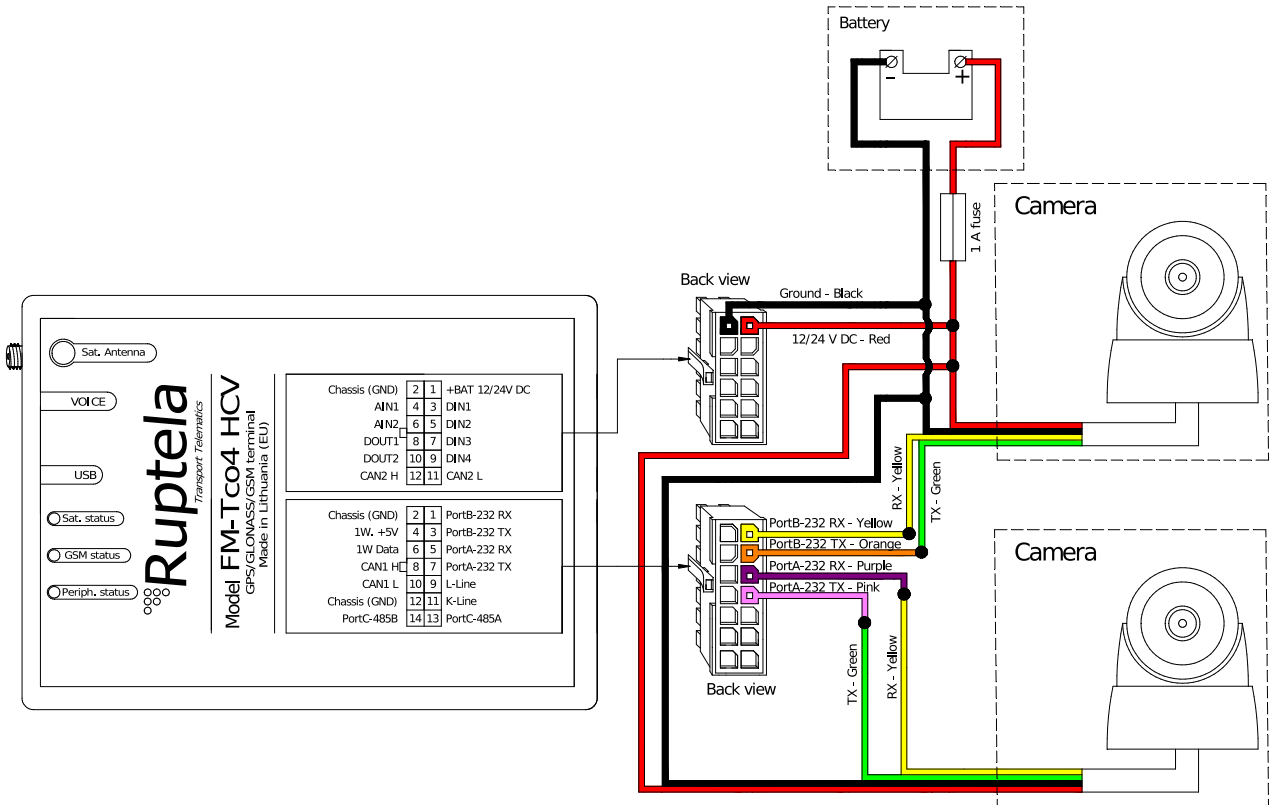 Battery
-
+
1 A fuse
Camera
Back view
Ground - Black
12/24 V DC - Red
Sat. Antenna
VOICE
USB
Sat. status
GSM status
Periph. status
Ruptela
Transport Telematics
Model FM-Tco4 HCV
GPS/GLONASS/GSM terminal
Made in Lithuania (EU)
Chassis (GND) 2 1 +BAT 12/24V DC
AIN1 4 3 DIN1
AIN2 6 5 DIN2
DOUT1 8 7 DIN3
DOUT2 10 9 DIN4
CAN2 H 12 11 CAN2 L
Chassis (GND) 2 1 PortB-232 RX
1W. +5V 4 3 PortB-232 TX
1W Data 6 5 PortA-232 RX
CAN1 H 8 7 PortA-232 TX
CAN1 L 10 9 L-Line
Chassis (GND) 12 11 K-Line
PortC-485B 14 13 PortC-485A
RX - Yellow
TX - Green
PortB-232 RX - Yellow
PortB-232 TX - Orange
PortA-232 RX - Purple
PortA-232 TX - Pink
Back view
TX - Green
RX - Yellow
Camera